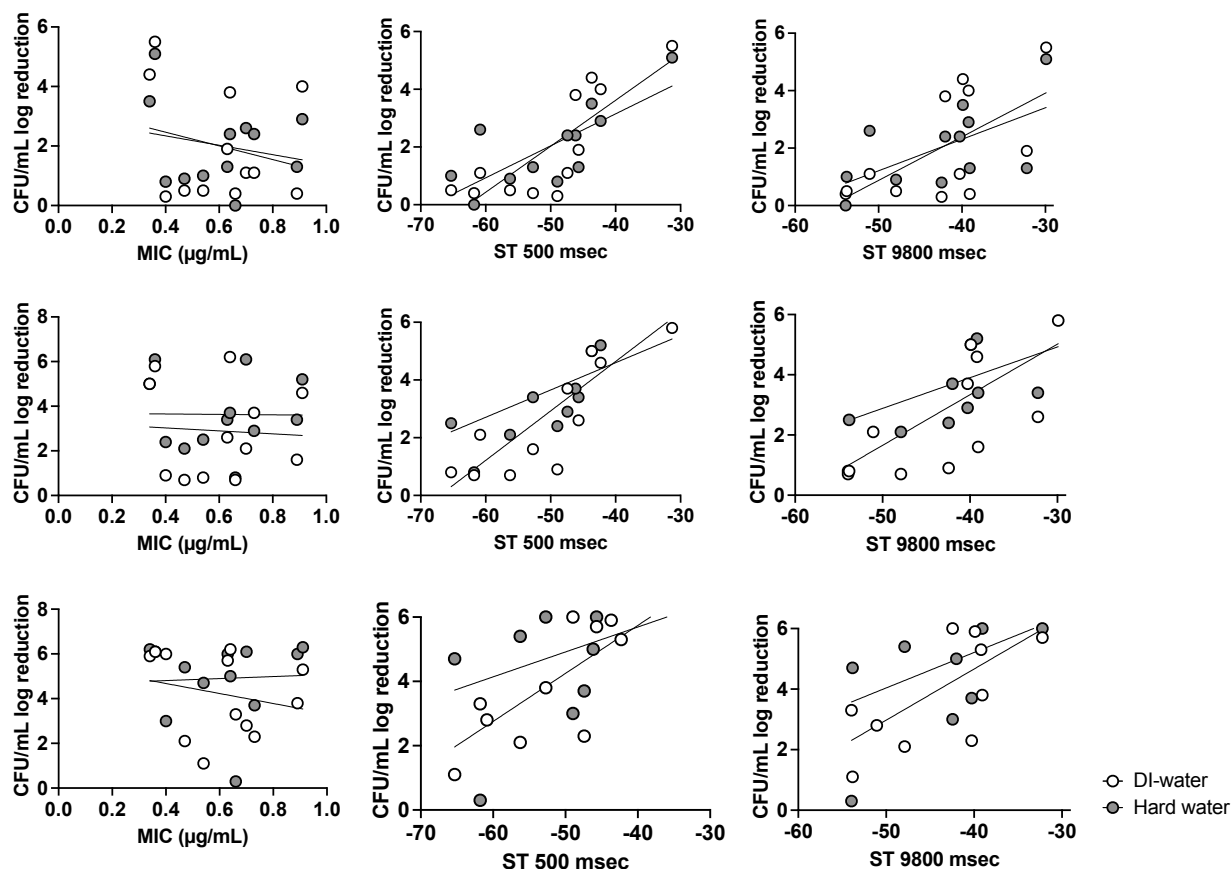 CFU/mL log reduction
6
4
2
0
0.0 0.2 0.4 0.6 0.8 1.0
MIC (µg/mL)
CFU/mL log reduction
6
4
2
0
-70 -60 -50 -40 -30
ST 500 msec
CFU/mL log reduction
6
4
2
0
-60 -50 -40 -30
ST 9800 msec
CFU/mL log reduction
8
6
4
2
0
0.0 0.2 0.4 0.6 0.8 1.0
MIC (µg/mL)
CFU/mL log reduction
6
4
2
0
-70 -60 -50 -40 -30
ST 500 msec
CFU/mL log reduction
6
4
2
0
-60 -50 -40 -30
ST 9800 msec
CFU/mL log reduction
8
6
4
2
0
0.0 0.2 0.4 0.6 0.8 1.0
MIC (µg/mL)
CFU/mL log reduction
6
4
2
0
-70 -60 -50 -40 -30
ST 500 msec
CFU/mL log reduction
6
4
2
0
-60 -50 -40 -30
ST 9800 msec
DI-water
Hard water